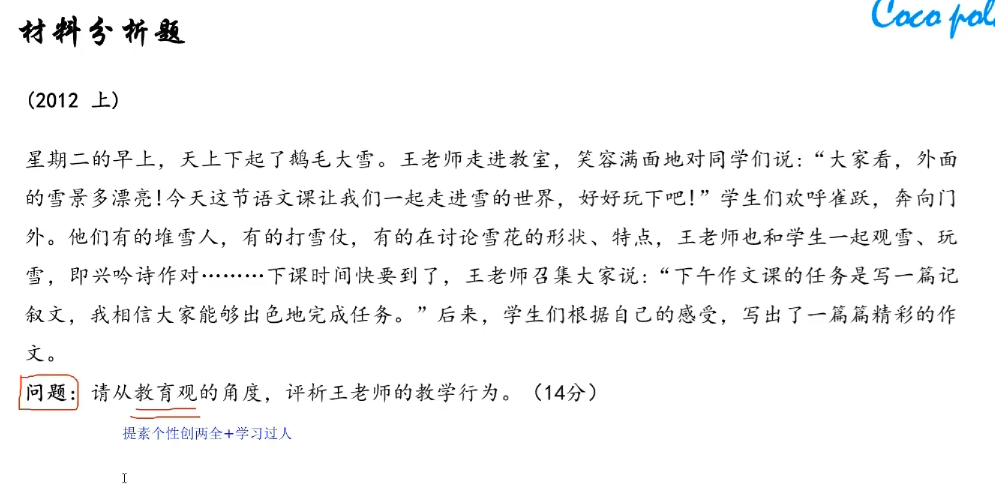 Coco pol
材料分析题
(2012 上)
星期二的早上，天上下起了鹅毛大雪。王老师走进教室，笑容满面地对同学们说：“大家看，外面
的雪景多漂亮！今天这节语文课让我们一起走进雪的世界，好好玩下吧！”学生们欢呼雀跃，奔向门
外。他们有的堆雪人，有的打雪仗，有的在讨论雪花的形状、特点，王老师也和学生一起观雪、玩
雪，即兴吟诗作对………下课时间快要到了，王老师召集大家说：“下午作文课的任务是写一篇记
叙文，我相信大家能够出色地完成任务。”后来，学生们根据自己的感受，写出了一篇篇精彩的作
文。
问题：请从教育观的角度，评析王老师的教学行为。（14分）
提素个性创两全+学习过人